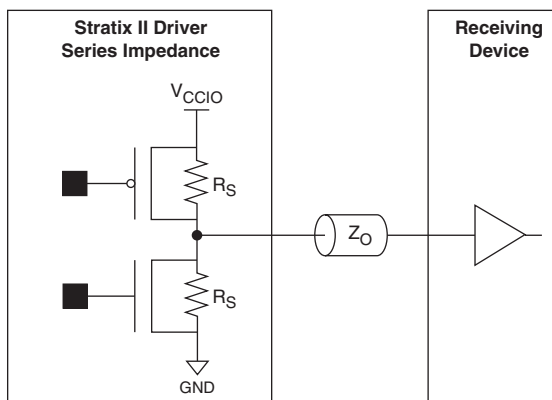 Stratix II Driver
Series Impedance
Receiving
Device
VCCIO
RS
ZO
RS
GND